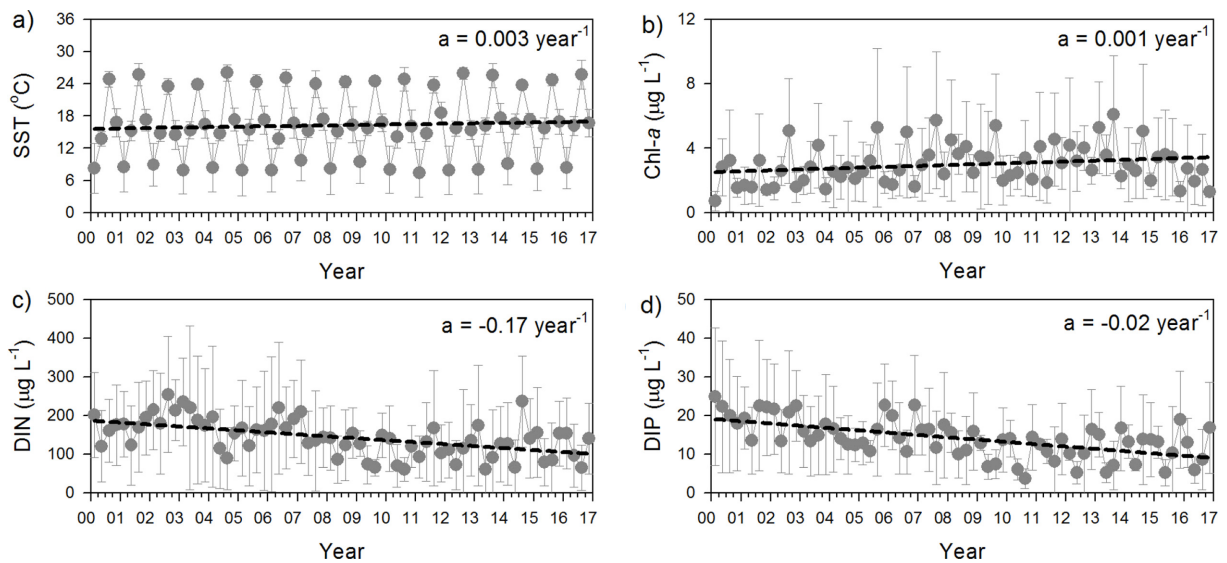 a)
SST (°C)
36
30
24
18
12
6
0
a = 0.003 year⁻¹
00 01 02 03 04 05 06 07 08 09 10 11 12 13 14 15 16 17
Year
b)
Chl-a (µg L⁻¹)
12
8
4
0
a = 0.001 year⁻¹
00 01 02 03 04 05 06 07 08 09 10 11 12 13 14 15 16 17
Year
c)
DIN (µg L⁻¹)
500
400
300
200
100
0
a = -0.17 year⁻¹
00 01 02 03 04 05 06 07 08 09 10 11 12 13 14 15 16 17
Year
d)
DIP (µg L⁻¹)
50
40
30
20
10
0
a = -0.02 year⁻¹
00 01 02 03 04 05 06 07 08 09 10 11 12 13 14 15 16 17
Year